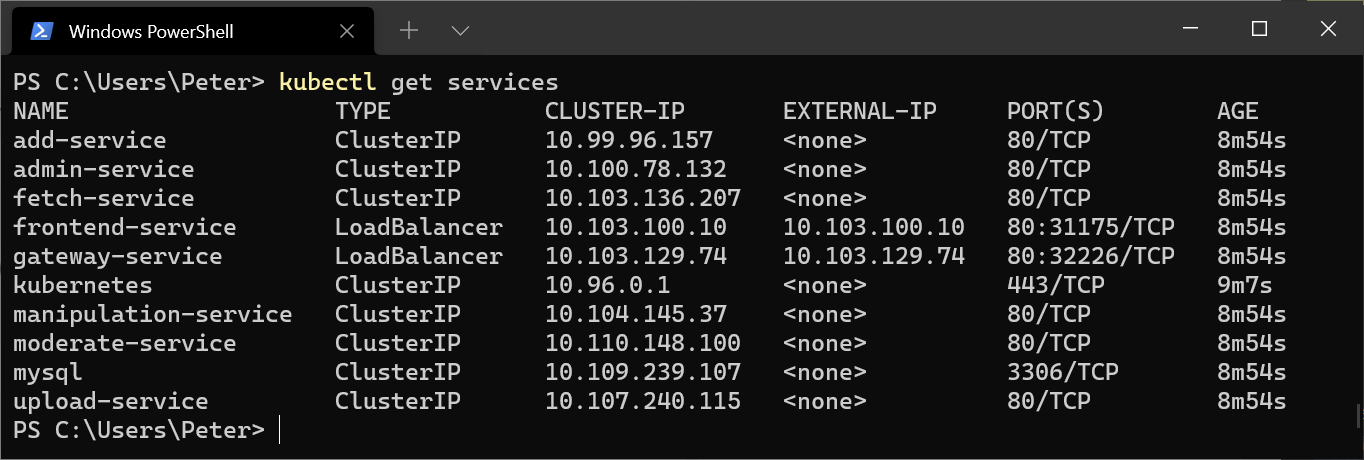 Windows PowerShell
PS C:\Users\Peter> kubectl get services
NAME TYPE CLUSTER-IP EXTERNAL-IP PORT(S) AGE
add-service ClusterIP 10.99.96.157 <none> 80/TCP 8m54s
admin-service ClusterIP 10.100.78.132 <none> 80/TCP 8m54s
fetch-service ClusterIP 10.103.136.207 <none> 80/TCP 8m54s
frontend-service LoadBalancer 10.103.100.10 10.103.100.10 80:31175/TCP 8m54s
gateway-service LoadBalancer 10.103.129.74 10.103.129.74 80:32226/TCP 8m54s
kubernetes ClusterIP 10.96.0.1 <none> 443/TCP 9m7s
manipulation-service ClusterIP 10.104.145.37 <none> 80/TCP 8m54s
moderate-service ClusterIP 10.110.148.100 <none> 80/TCP 8m54s
mysql ClusterIP 10.109.239.107 <none> 3306/TCP 8m54s
upload-service ClusterIP 10.107.240.115 <none> 80/TCP 8m54s
PS C:\Users\Peter>